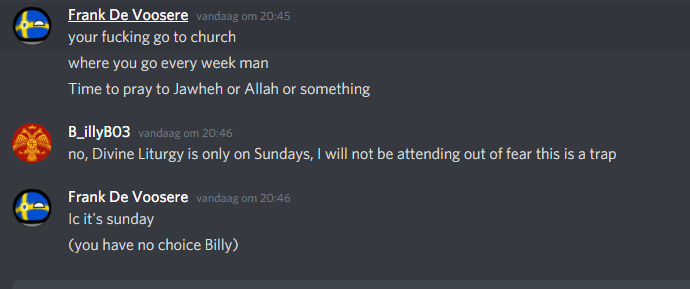 Frank De Voosere vandaag om 20:45
your fucking go to church
where you go every week man
Time to pray to Jawheh or Allah or something
B_illyB03 vandaag om 20:46
no, Divine Liturgy is only on Sundays, I will not be attending out of fear this is a trap
Frank De Voosere vandaag om 20:46
Ic it's sunday
(you have no choice Billy)